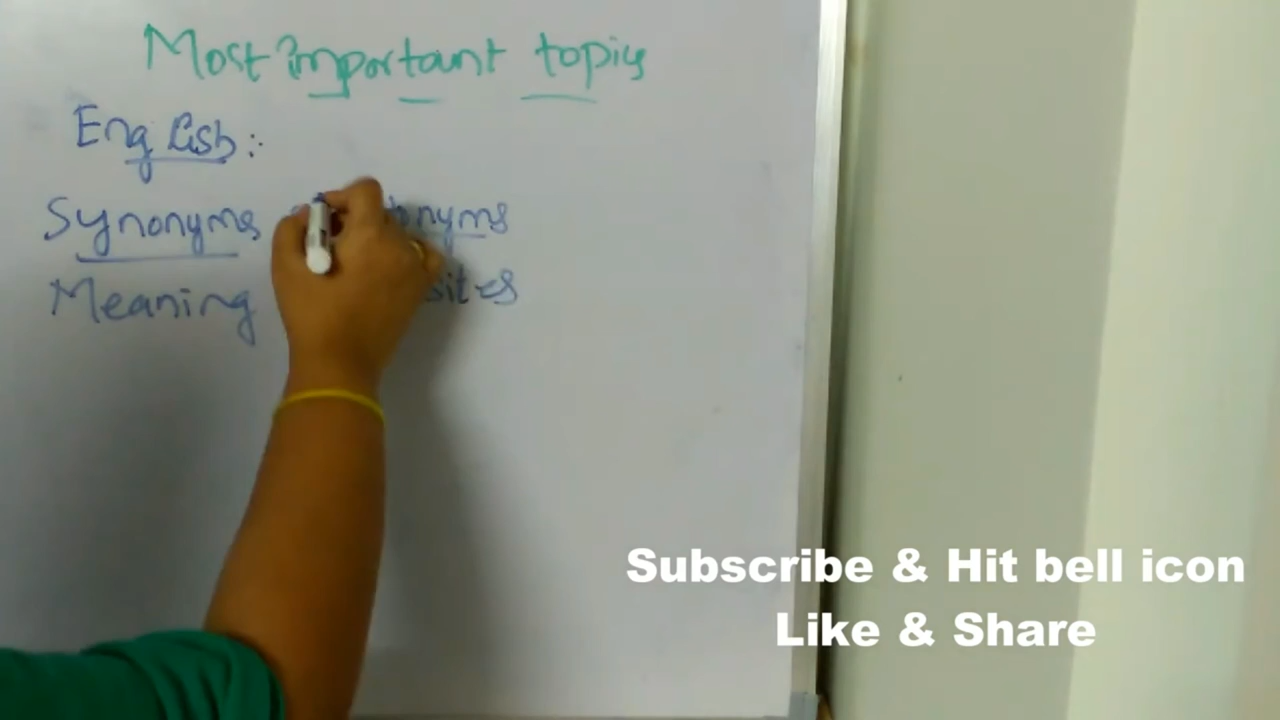 Most important topics
English:
Synonyms
Meaning
Subscribe & Hit bell icon
Like & Share